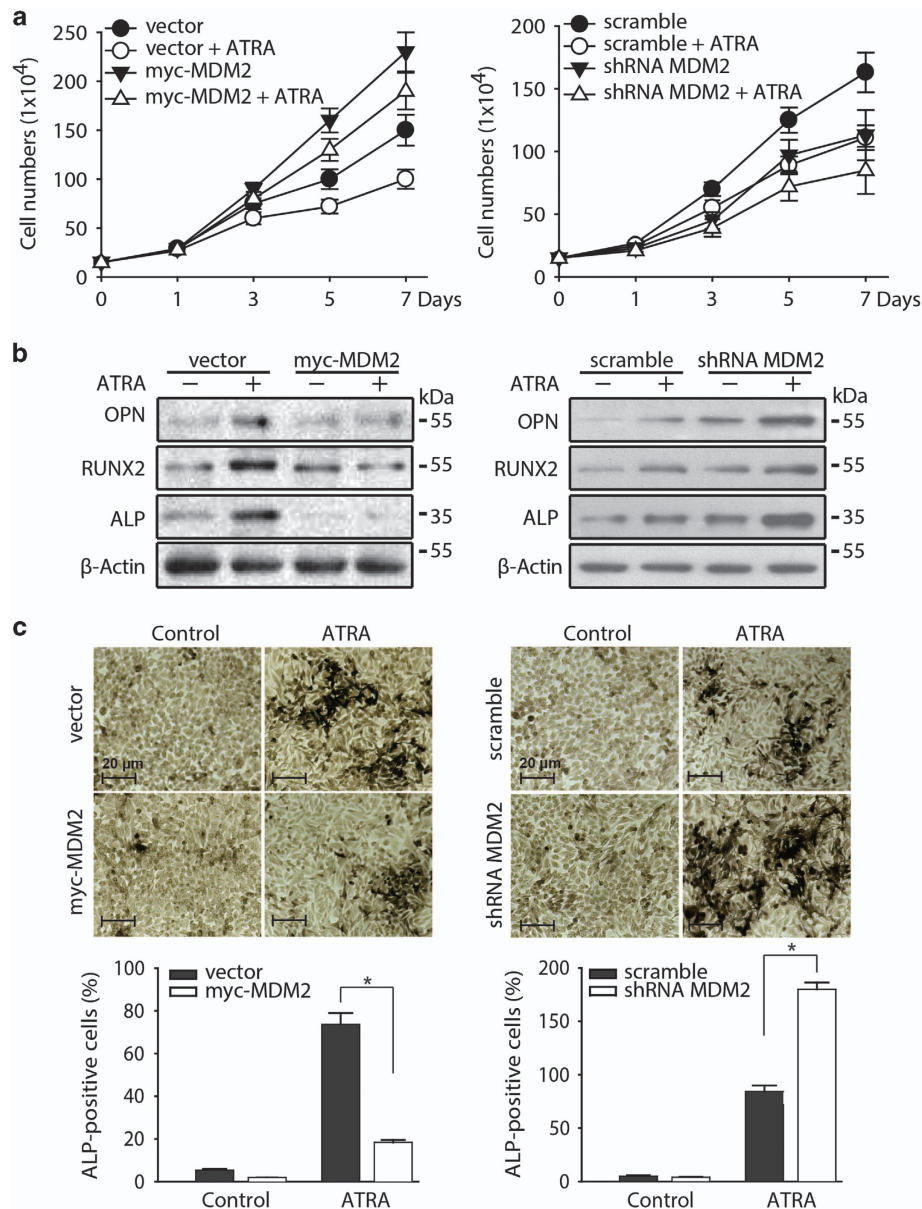 a
Cell numbers (1x10⁴)
250
200
150
100
50
0
vector
vector + ATRA
myc-MDM2
myc-MDM2 + ATRA
0 1 3 5 7 Days
Cell numbers (1x10⁴)
200
150
100
50
0
scramble
scramble + ATRA
shRNA MDM2
shRNA MDM2 + ATRA
0 1 3 5 7 Days
b
vector myc-MDM2
ATRA − + − + kDa
OPN 55
RUNX2 55
ALP 35
β-Actin 55
scramble shRNA MDM2
ATRA − + − + kDa
OPN 55
RUNX2 55
ALP 35
β-Actin 55
c
Control ATRA
vector
20 µm
myc-MDM2
Control ATRA
scramble
20 µm
shRNA MDM2
ALP-positive cells (%)
100
80
60
40
20
0
vector
myc-MDM2
*
Control ATRA
ALP-positive cells (%)
200
150
100
50
0
scramble
shRNA MDM2
*
Control ATRA